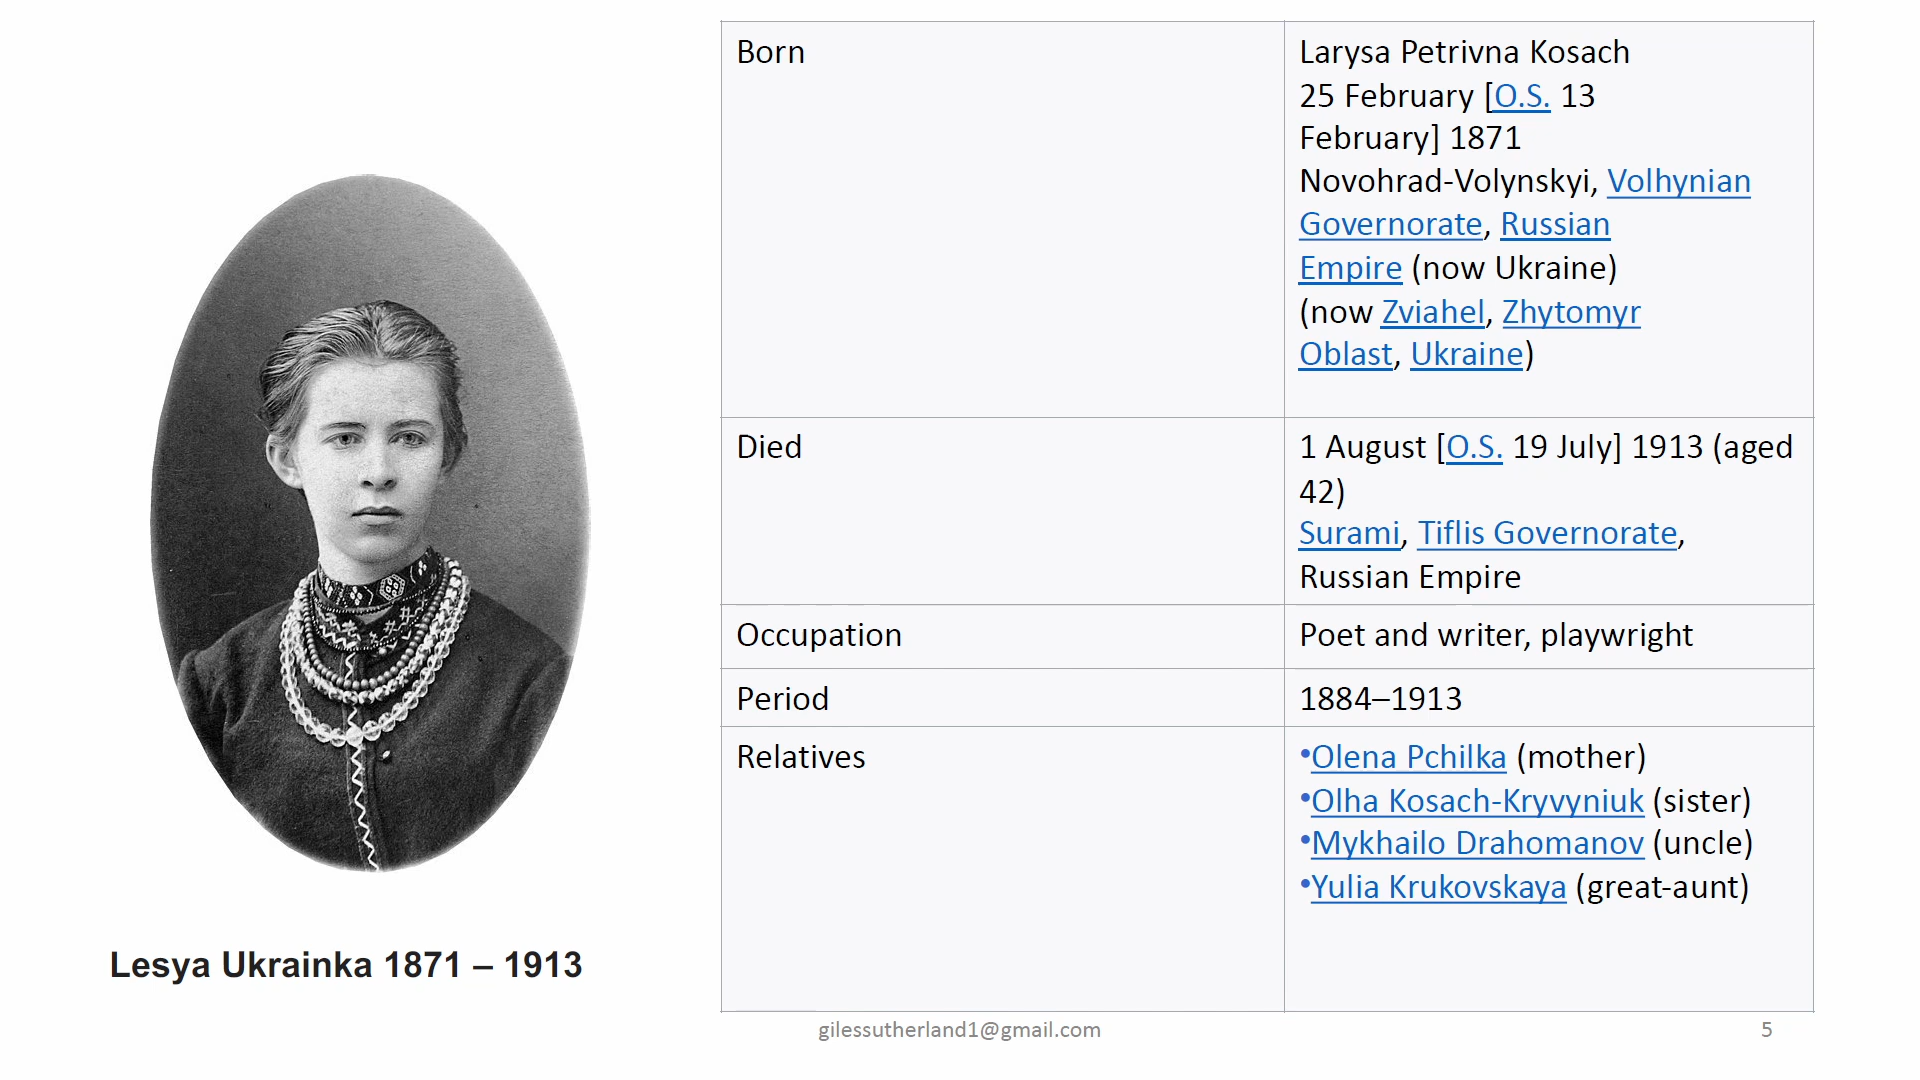 Born
Larysa Petrivna Kosach
25 February [O.S. 13
February] 1871
Novohrad-Volynskyi, Volhynian
Governorate, Russian
Empire (now Ukraine)
(now Zviahel, Zhytomyr
Oblast, Ukraine)
Died
1 August [O.S. 19 July] 1913 (aged
42)
Surami, Tiflis Governorate,
Russian Empire
Occupation
Poet and writer, playwright
Period
1884–1913
Relatives
•Olena Pchilka (mother)
•Olha Kosach-Kryvyniuk (sister)
•Mykhailo Drahomanov (uncle)
•Yulia Krukovskaya (great-aunt)
Lesya Ukrainka 1871 – 1913
gilessutherland1@gmail.com
5